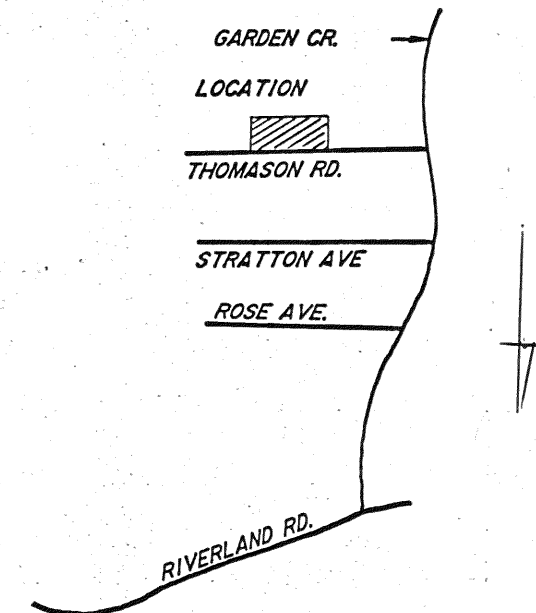 GARDEN CR.
LOCATION
THOMASON RD.
STRATTON AVE
ROSE AVE.
RIVERLAND RD.